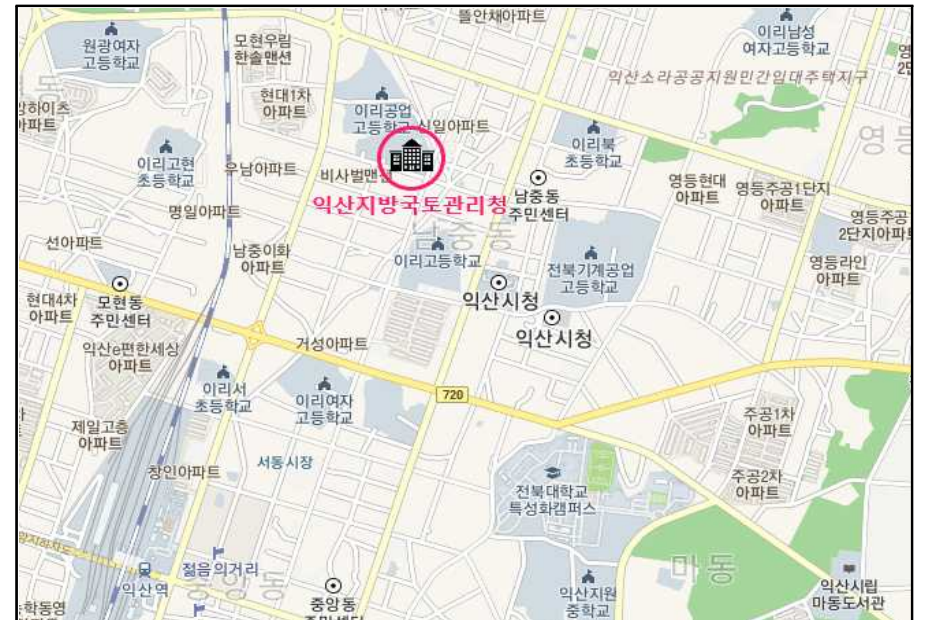 뜰안채아파트
원광여자
고등학교
모현우림
한솔맨션
이리남성
여자고등학교
익산소라공공지원민간임대주택지구
현대1차
아파트
이리공업
고등학교
신일아파트
이리북
초등학교
이리고현
초등학교
우남아파트
비사벌맨션
익산지방국토관리청
남중동
주민센터
영등현대
아파트
영등주공1단지
아파트
영등주공
2단지아파트
명일아파트
남중동
선아파트
남중이화
아파트
이리고등학교
전북기계공업
고등학교
영등라인
아파트
현대4차
아파트
모현동
주민센터
익산시청
익산시청
익산e편한세상
아파트
거성아파트
이리서
초등학교
이리여자
고등학교
720
주공1차
아파트
제일고층
아파트
창인아파트
서동시장
전북대학교
특성화캠퍼스
주공2차
아파트
마동
익산역
젊음의거리
중앙동
중앙동
익산지원
중학교
익산시립
마동도서관